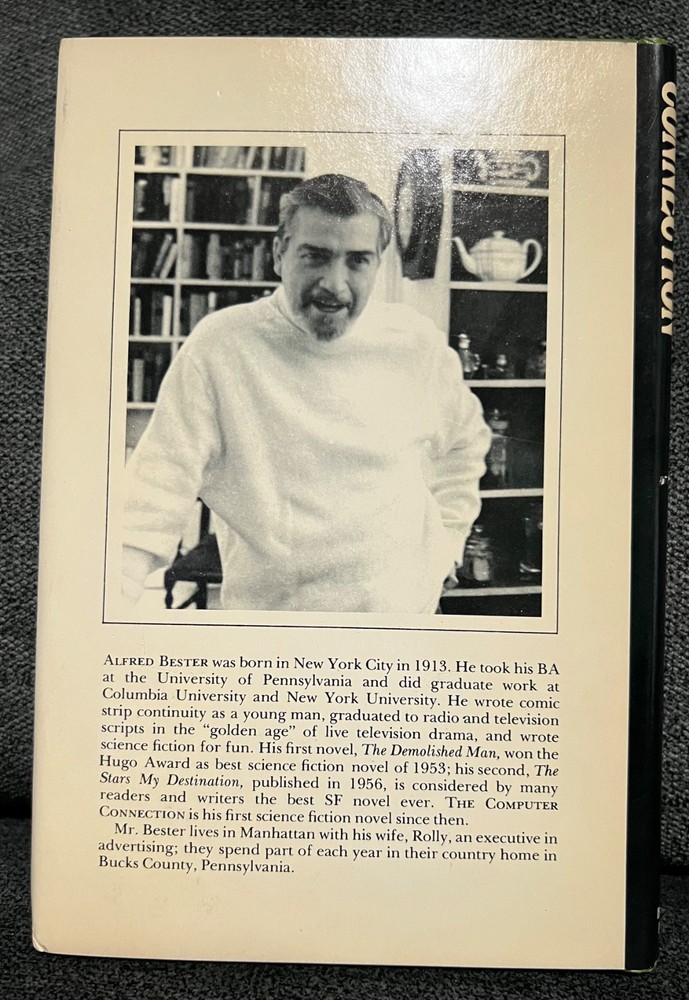 CONNECTION
ALFRED BESTER was born in New York City in 1913. He took his BA
at the University of Pennsylvania and did graduate work at
Columbia University and New York University. He wrote comic
strip continuity as a young man, graduated to radio and television
scripts in the “golden age” of live television drama, and wrote
science fiction for fun. His first novel, The Demolished Man, won the
Hugo Award as best science fiction novel of 1953; his second, The
Stars My Destination, published in 1956, is considered by many
readers and writers the best SF novel ever. THE COMPUTER
CONNECTION is his first science fiction novel since then.
Mr. Bester lives in Manhattan with his wife, Rolly, an executive in
advertising; they spend part of each year in their country home in
Bucks County, Pennsylvania.